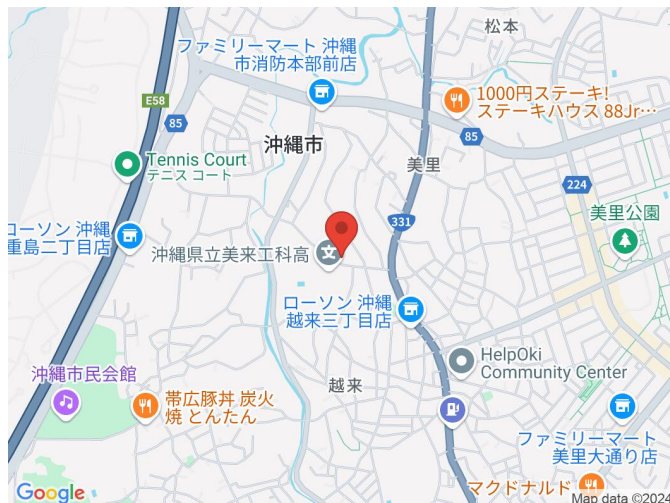 松本
ファミリーマート 沖縄
市消防本部前店
1000円ステーキ!
ステーキハウス 88Jr…
E58
85
沖縄市
85
Tennis Court
テニス コート
美里
224
331
美里公園
ローソン 沖縄
重島二丁目店
沖縄県立美来工科高
ローソン 沖縄
越来三丁目店
HelpOki
Community Center
沖縄市民会館
越来
帯広豚丼 炭火
焼 とんたん
ファミリーマート
美里大通り店
マクドナルド
Google
Map data ©2024